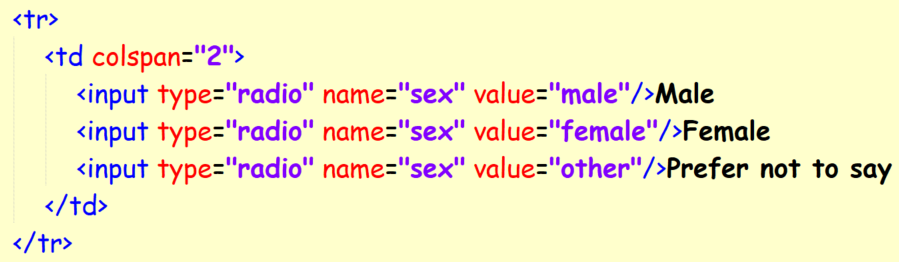 <tr>
<td colspan="2">
<input type="radio" name="sex" value="male"/>Male
<input type="radio" name="sex" value="female"/>Female
<input type="radio" name="sex" value="other"/>Prefer not to say
</td>
</tr>